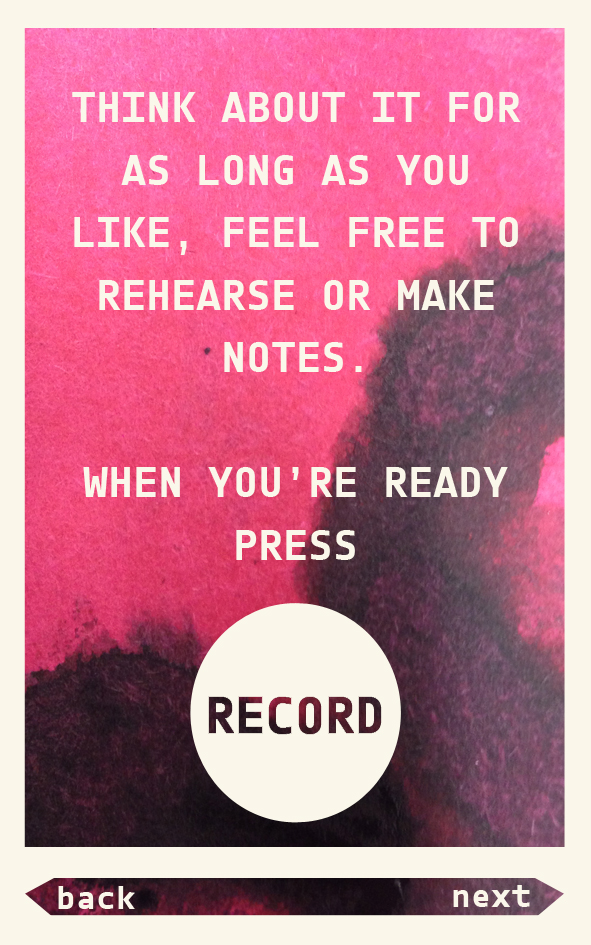 THINK ABOUT IT FOR
AS LONG AS YOU
LIKE, FEEL FREE TO
REHEARSE OR MAKE
NOTES.
WHEN YOU'RE READY
PRESS
RECORD
back
next